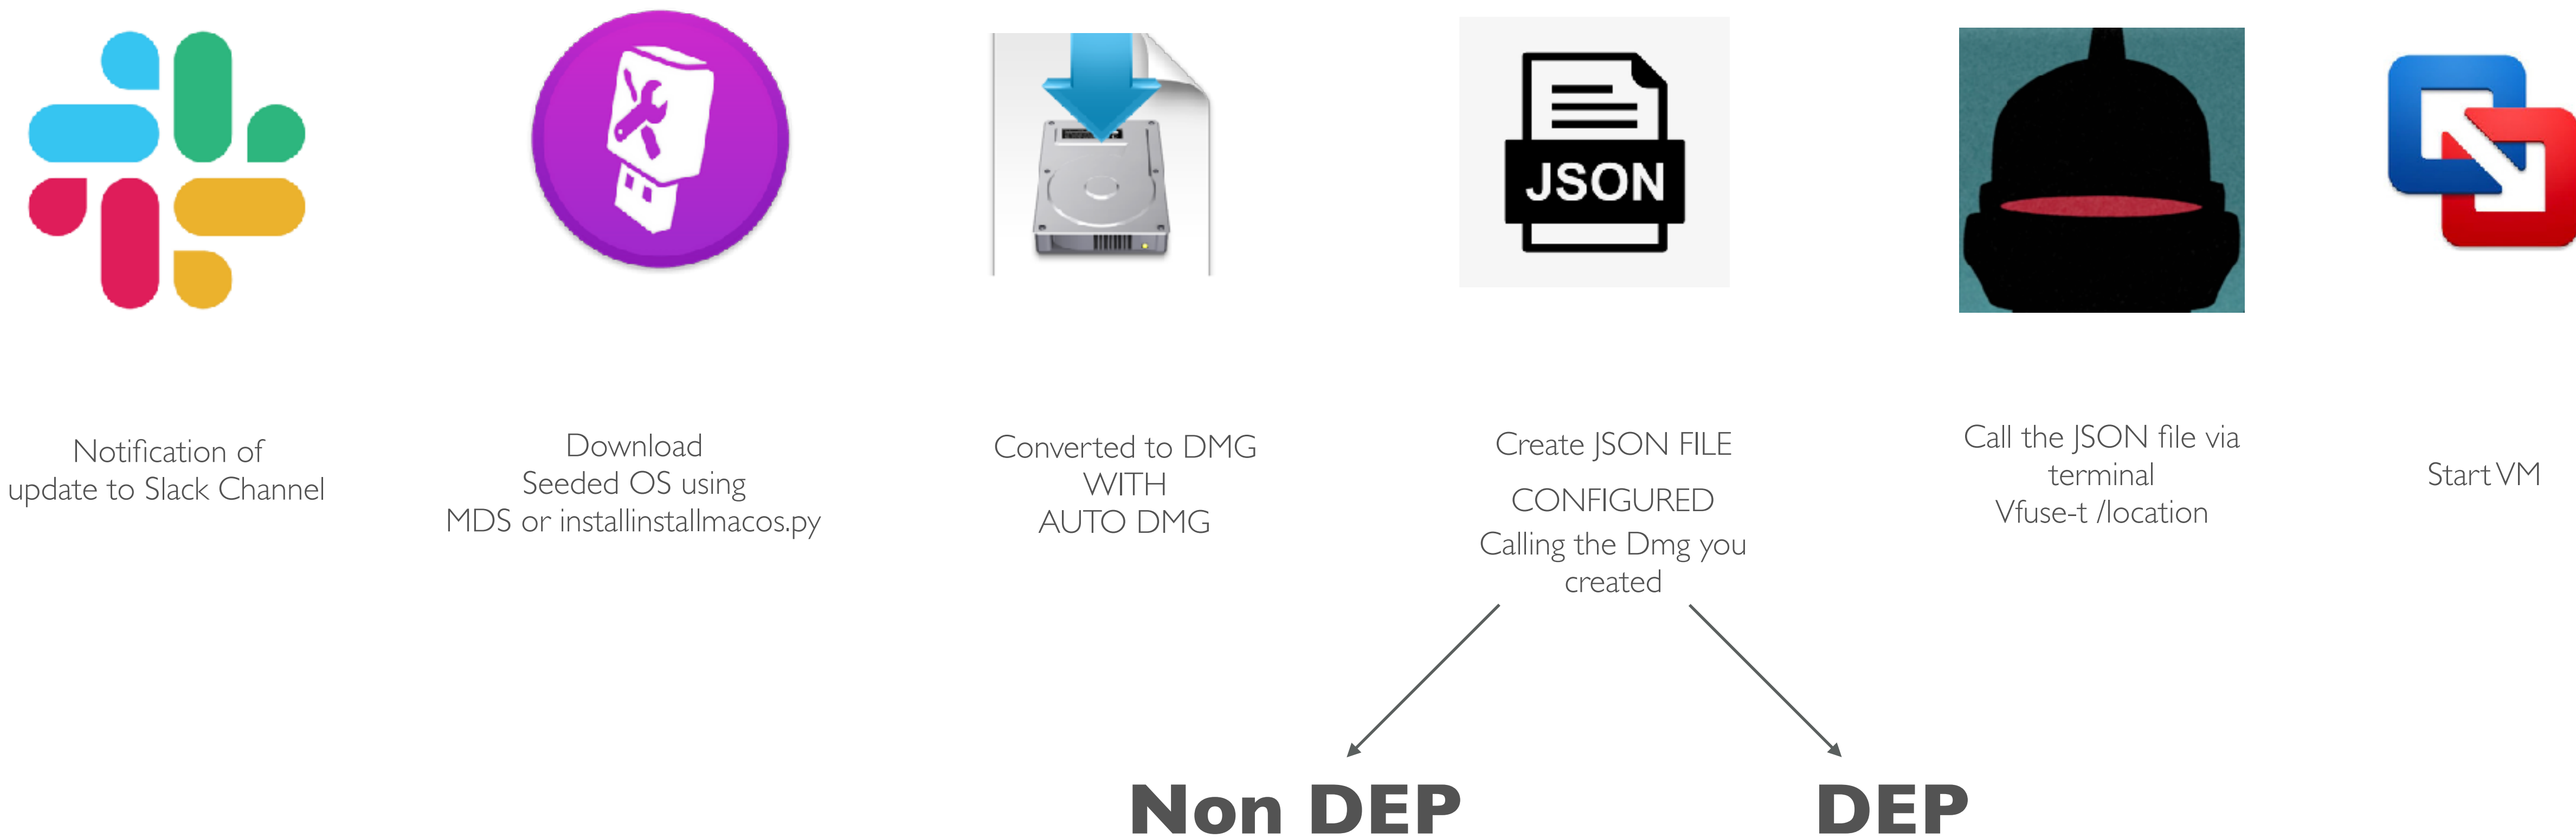 JSON
Notification of
update to Slack Channel
Download
Seeded OS using
MDS or installinstallmacos.py
Converted to DMG
WITH
AUTO DMG
Create JSON FILE
CONFIGURED
Calling the Dmg you
created
Call the JSON file via
terminal
Vfuse-t /location
Start VM
Non DEP
DEP